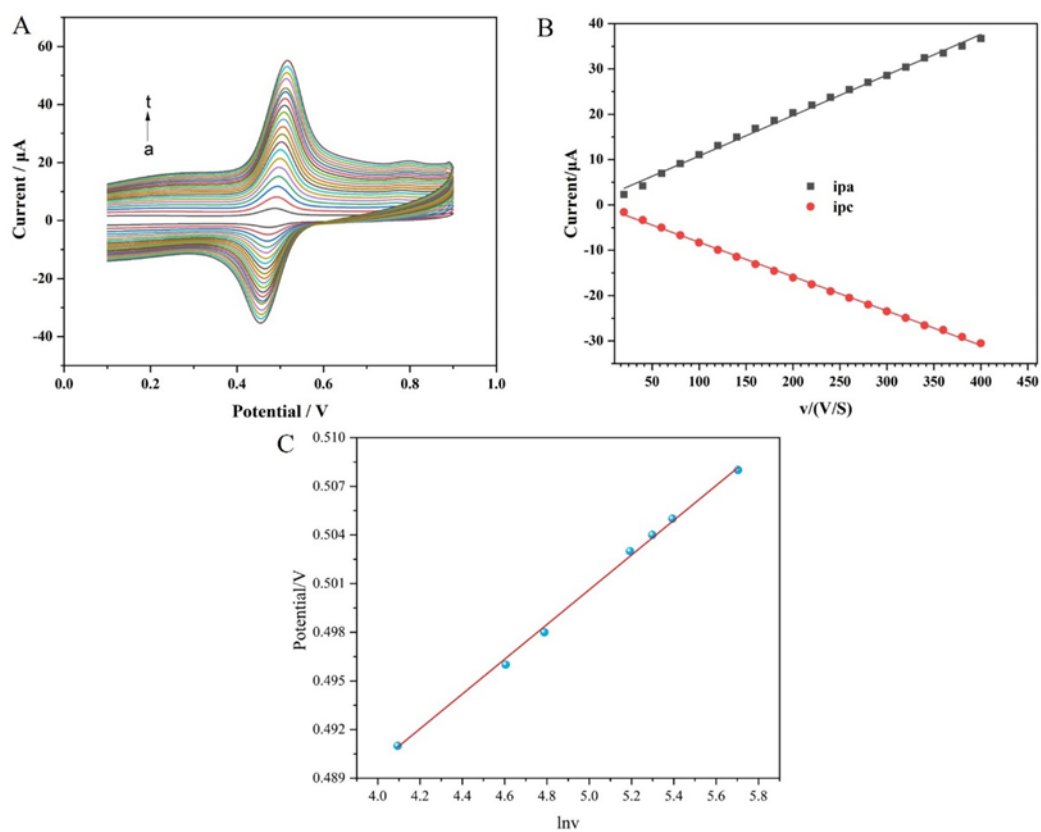 A
60
40
20
0
-20
-40
0.0 0.2 0.4 0.6 0.8 1.0
Current / μA
Potential / V
t
a
B
40
30
20
10
0
-10
-20
-30
50 100 150 200 250 300 350 400 450
Current/μA
v/(V/S)
ipa
ipc
C
0.510
0.507
0.504
0.501
0.498
0.495
0.492
0.489
4.0 4.2 4.4 4.6 4.8 5.0 5.2 5.4 5.6 5.8
Potential/V
lnv